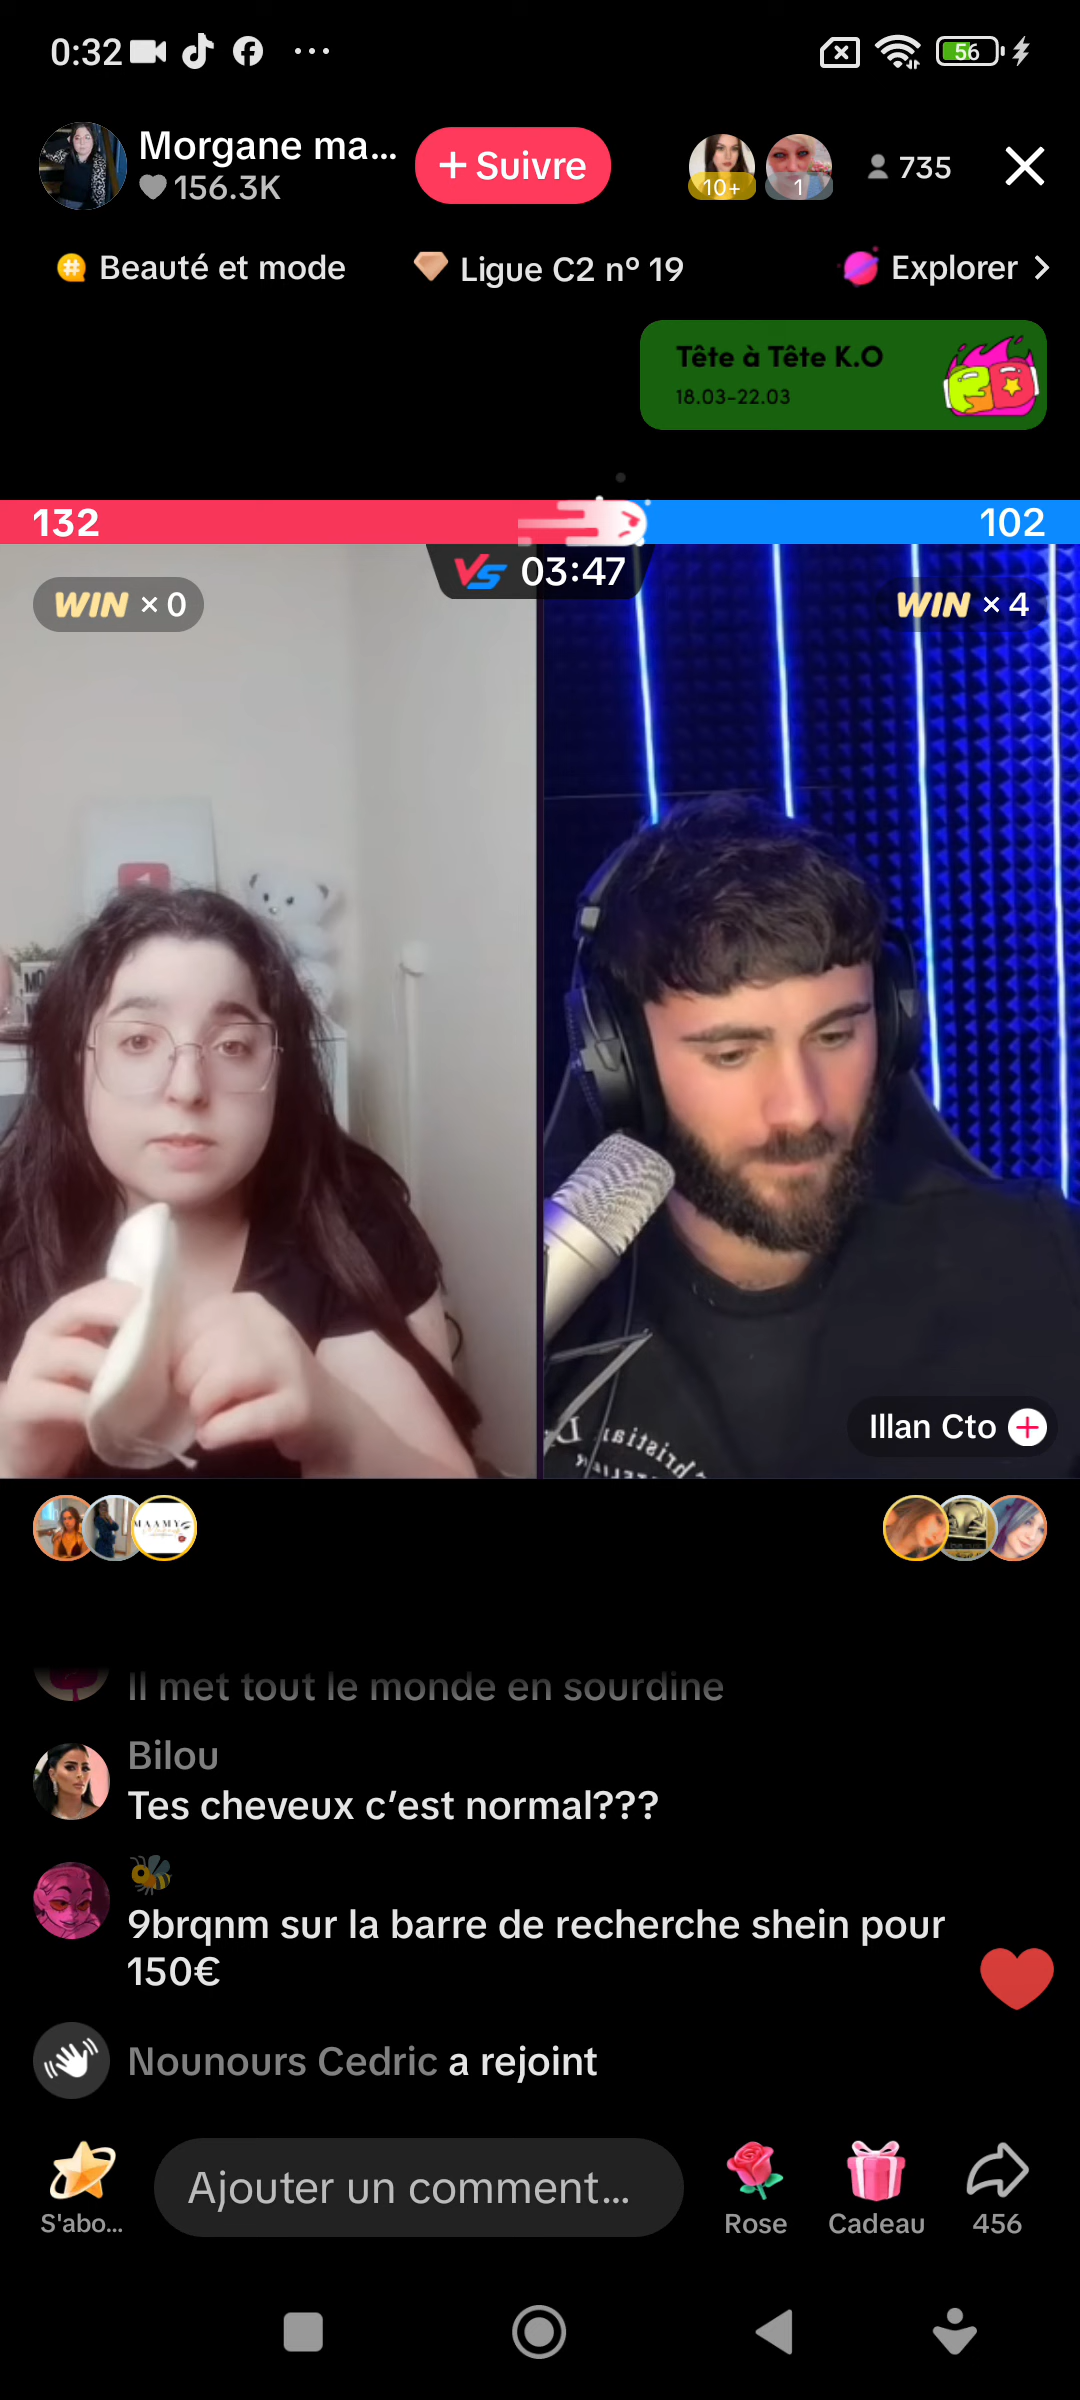 0:32
56
Morgane ma...
156.3K
+ Suivre
10+
1
735
Beauté et mode
Ligue C2 n° 19
Explorer
Tête à Tête K.O
18.03-22.03
132
102
VS 03:47
WIN × 0
WIN × 4
Illan Cto
MAAMY
Il met tout le monde en sourdine
Bilou
Tes cheveux c’est normal???
9brqnm sur la barre de recherche shein pour
150€
Nounours Cedric a rejoint
Ajouter un comment...
S'abo...
Rose
Cadeau
456